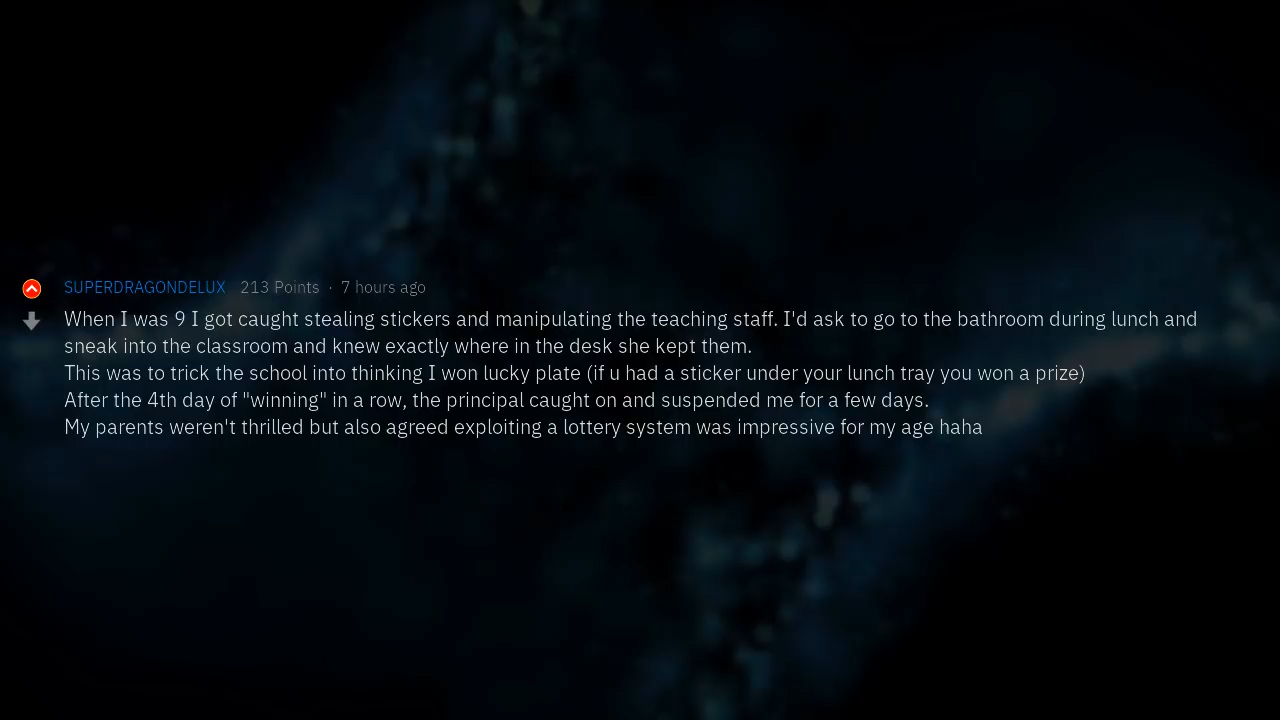 SUPERDRAGONDELUX 213 Points · 7 hours ago
When I was 9 I got caught stealing stickers and manipulating the teaching staff. I'd ask to go to the bathroom during lunch and
sneak into the classroom and knew exactly where in the desk she kept them.
This was to trick the school into thinking I won lucky plate (if u had a sticker under your lunch tray you won a prize)
After the 4th day of "winning" in a row, the principal caught on and suspended me for a few days.
My parents weren't thrilled but also agreed exploiting a lottery system was impressive for my age haha